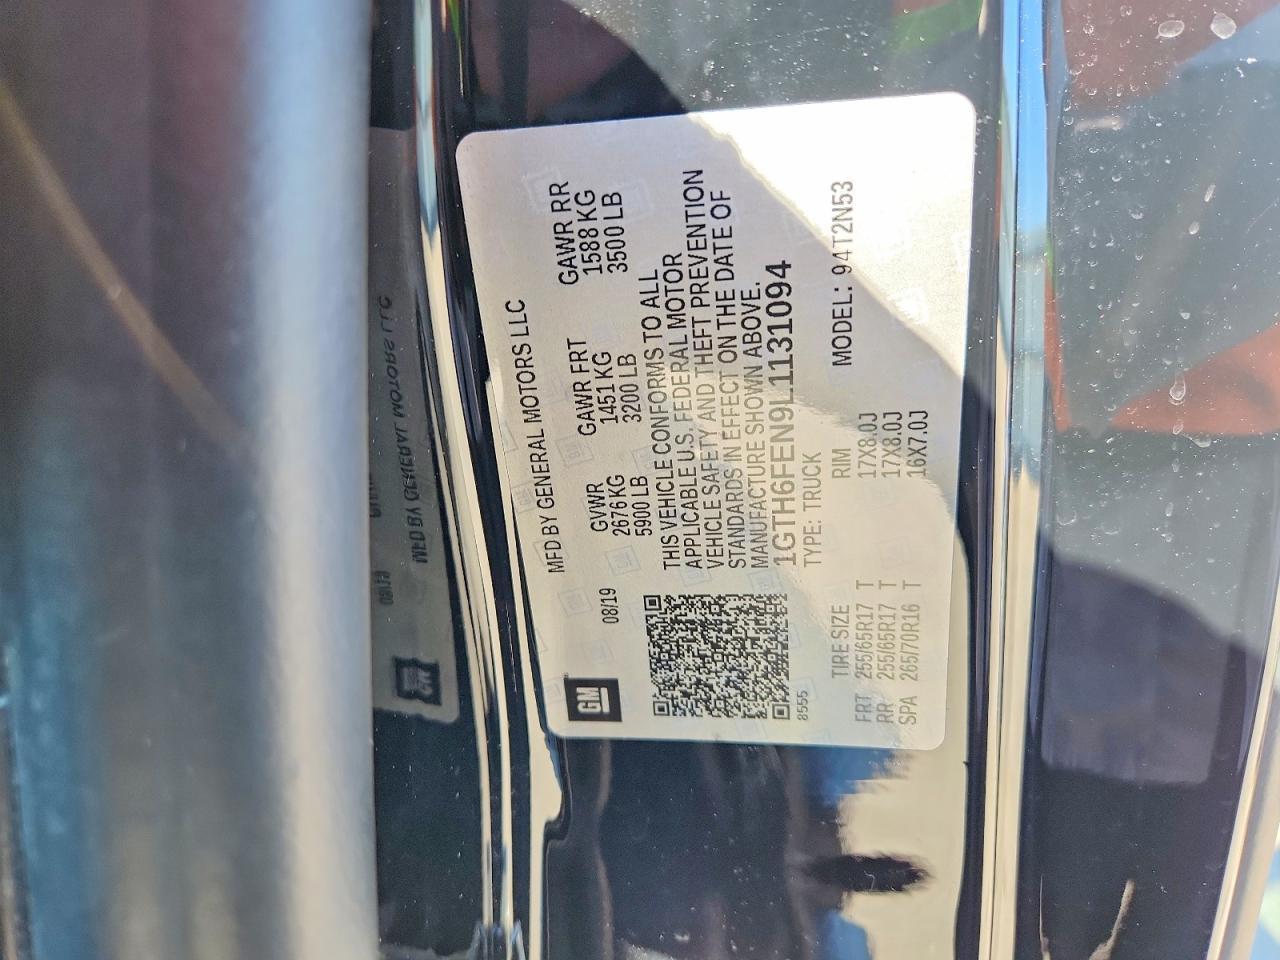 GM
MFD BY GENERAL MOTORS LLC
08/19
GVWR GAWR FRT GAWR RR
2676 KG 1451 KG 1588 KG
5900 LB 3200 LB 3500 LB
THIS VEHICLE CONFORMS TO ALL
APPLICABLE U.S. FEDERAL MOTOR
VEHICLE SAFETY AND THEFT PREVENTION
STANDARDS IN EFFECT ON THE DATE OF
MANUFACTURE SHOWN ABOVE.
1GTH6FEN9L1131094
8555
TYPE: TRUCK
MODEL: 94T2N53
TIRE SIZE RIM
FRT 255/65R17 T 17X8.0J
RR 255/65R17 T 17X8.0J
SPA 265/70R16 T 16X7.0J